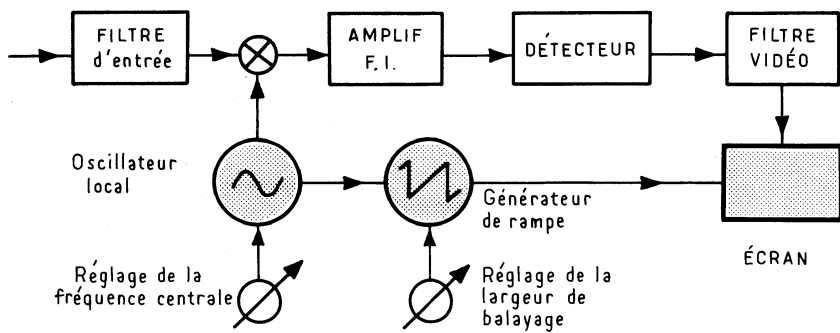 FILTRE
d'entrée
AMPLIF
F.I.
DÉTECTEUR
FILTRE
VIDÉO
Oscillateur
local
Générateur
de rampe
ÉCRAN
Réglage de la
fréquence centrale
Réglage de la
largeur de
balayage